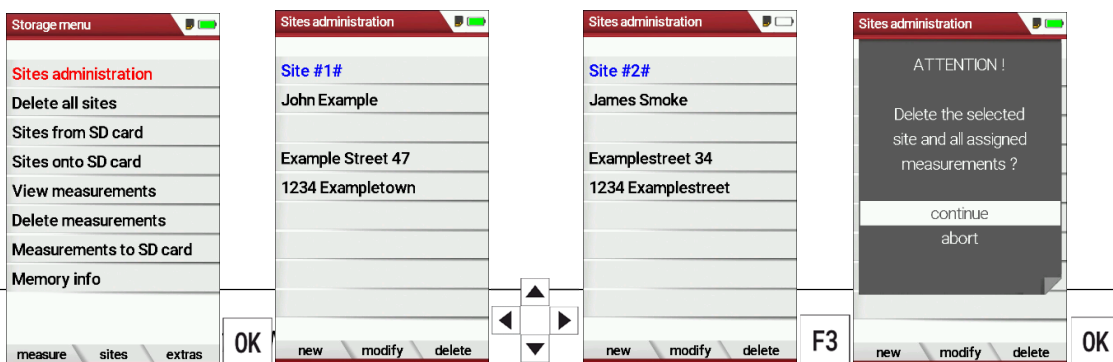 Storage menu
Sites administration
Delete all sites
Sites from SD card
Sites onto SD card
View measurements
Delete measurements
Measurements to SD card
Memory info
measure sites extras
OK
Sites administration
Site #1#
John Example
Example Street 47
1234 Exampletown
new modify delete
Sites administration
Site #2#
James Smoke
Examplestreet 34
1234 Examplestreet
new modify delete
F3
Sites administration
ATTENTION !
Delete the selected
site and all assigned
measurements ?
continue
abort
new modify delete
OK